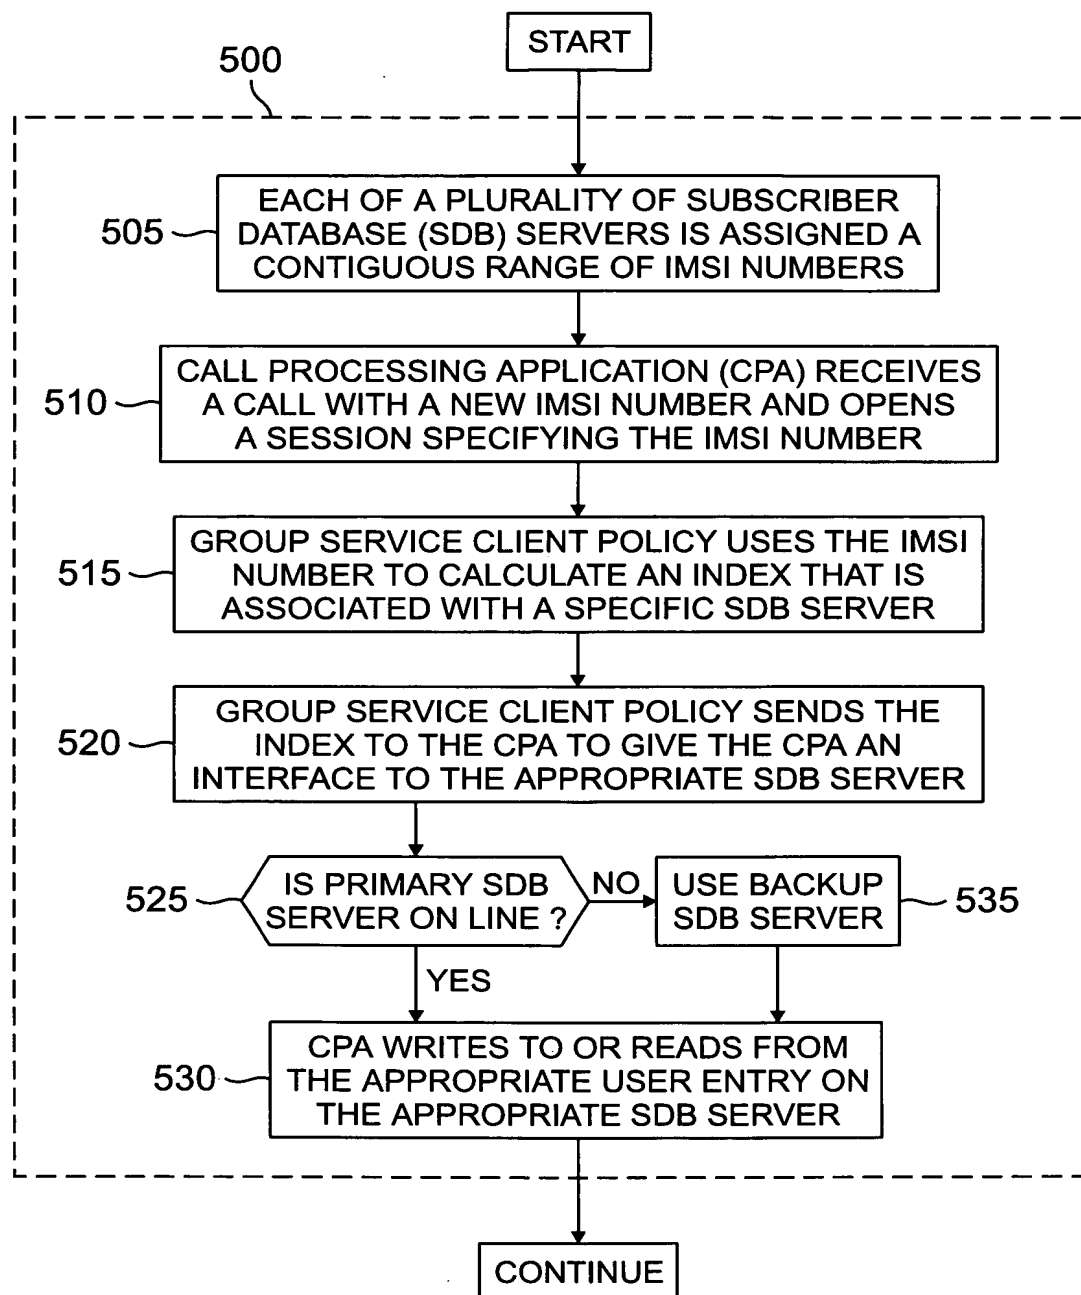 START
500
EACH OF A PLURALITY OF SUBSCRIBER
DATABASE (SDB) SERVERS IS ASSIGNED A
CONTIGUOUS RANGE OF IMSI NUMBERS
505
CALL PROCESSING APPLICATION (CPA) RECEIVES
A CALL WITH A NEW IMSI NUMBER AND OPENS
A SESSION SPECIFYING THE IMSI NUMBER
510
GROUP SERVICE CLIENT POLICY USES THE IMSI
NUMBER TO CALCULATE AN INDEX THAT IS
ASSOCIATED WITH A SPECIFIC SDB SERVER
515
GROUP SERVICE CLIENT POLICY SENDS THE
INDEX TO THE CPA TO GIVE THE CPA AN
INTERFACE TO THE APPROPRIATE SDB SERVER
520
IS PRIMARY SDB
SERVER ON LINE ?
525
NO
USE BACKUP
SDB SERVER
535
YES
CPA WRITES TO OR READS FROM
THE APPROPRIATE USER ENTRY ON
THE APPROPRIATE SDB SERVER
530
CONTINUE